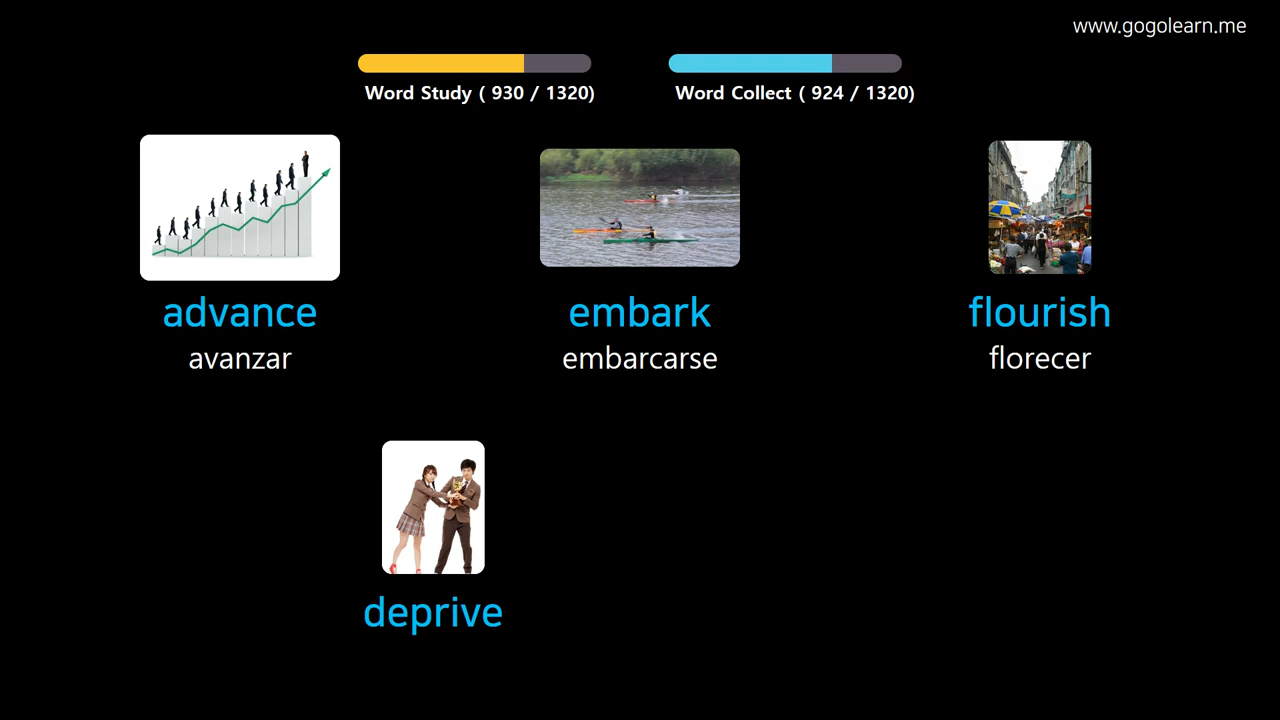 www.gogolearn.me
Word Study ( 930 / 1320)
Word Collect ( 924 / 1320)
advance
embark
flourish
avanzar
embarcarse
florecer
deprive